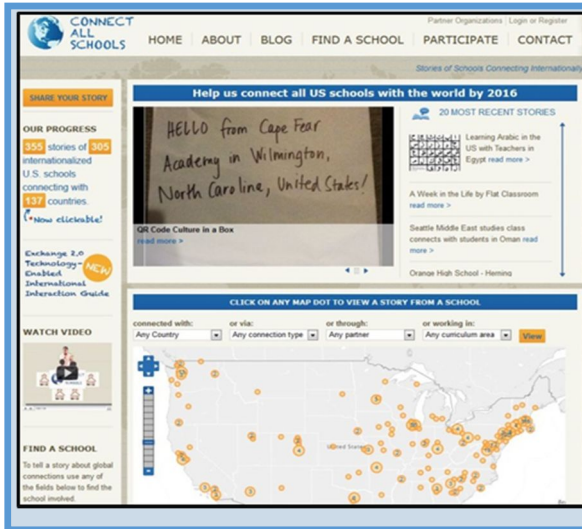 CONNECT
ALL
SCHOOLS
Partner Organizations | Login or Register
HOME ABOUT BLOG FIND A SCHOOL PARTICIPATE CONTACT
Stories of Schools Connecting Internationally
SHARE YOUR STORY
OUR PROGRESS
355 stories of 305
internationalized
U.S. schools
connecting with
137 countries.
Now clickable!
Exchange 2.0
Technology-
Enabled
International
Interaction Guide
NEW
WATCH VIDEO
FIND A SCHOOL
To tell a story about global
connections use any of
the fields below to find the
school involved.
Help us connect all US schools with the world by 2016
HELLO from Cape Fear
Academy in Wilmington,
North Carolina, United States!
QR Code Culture in a Box
read more >
20 MOST RECENT STORIES
Learning Arabic in the
US with Teachers in
Egypt read more >
A Week in the Life by Flat Classroom
read more >
Seattle Middle East studies class
connects with students in Oman read
more >
Orange High School - Heming
CLICK ON ANY MAP DOT TO VIEW A STORY FROM A SCHOOL
connected with: or via: or through: or working in:
Any Country Any connection type Any partner Any curriculum area View
United States